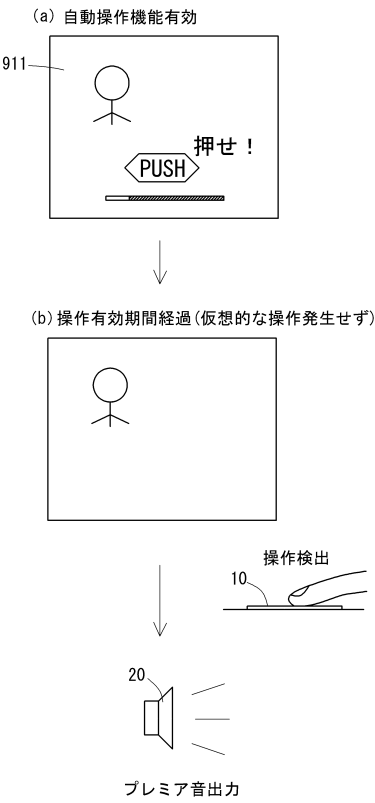 (a) 自動操作機能有効
911
押せ！
PUSH
(b) 操作有効期間経過(仮想的な操作発生せず)
操作検出
10
20
プレミア音出力